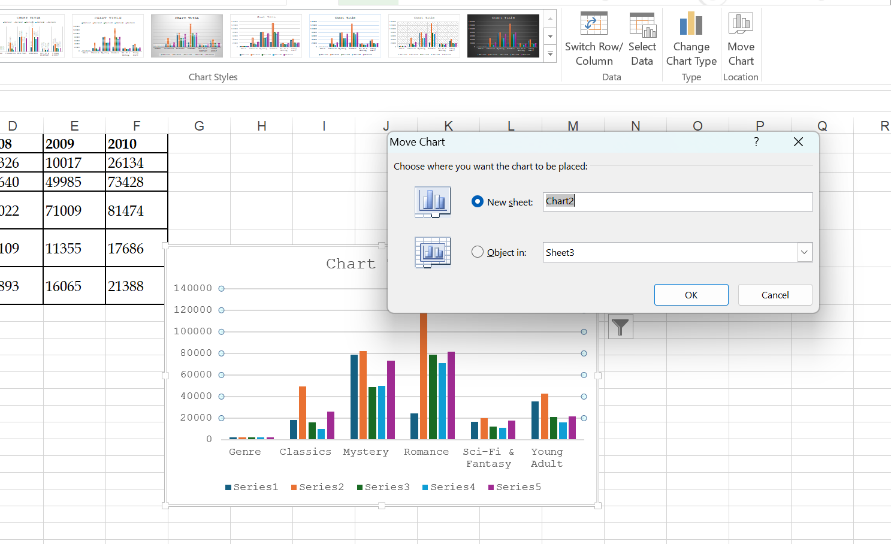 Switch Row/ Select Change Move
Column Data Chart Type Chart
Chart Styles Data Type Location
D E F G H I J K L M N O P Q R
08 2009 2010
326 10017 26134
640 49985 73428
022 71009 81474
109 11355 17686
893 16065 21388
Move Chart ? ×
Choose where you want the chart to be placed:
New sheet: Chart2
Object in: Sheet3
OK Cancel
Chart
140000
120000
100000
80000
60000
40000
20000
0
Genre Classics Mystery Romance Sci-Fi & Young
Fantasy Adult
Series1 Series2 Series3 Series4 Series5